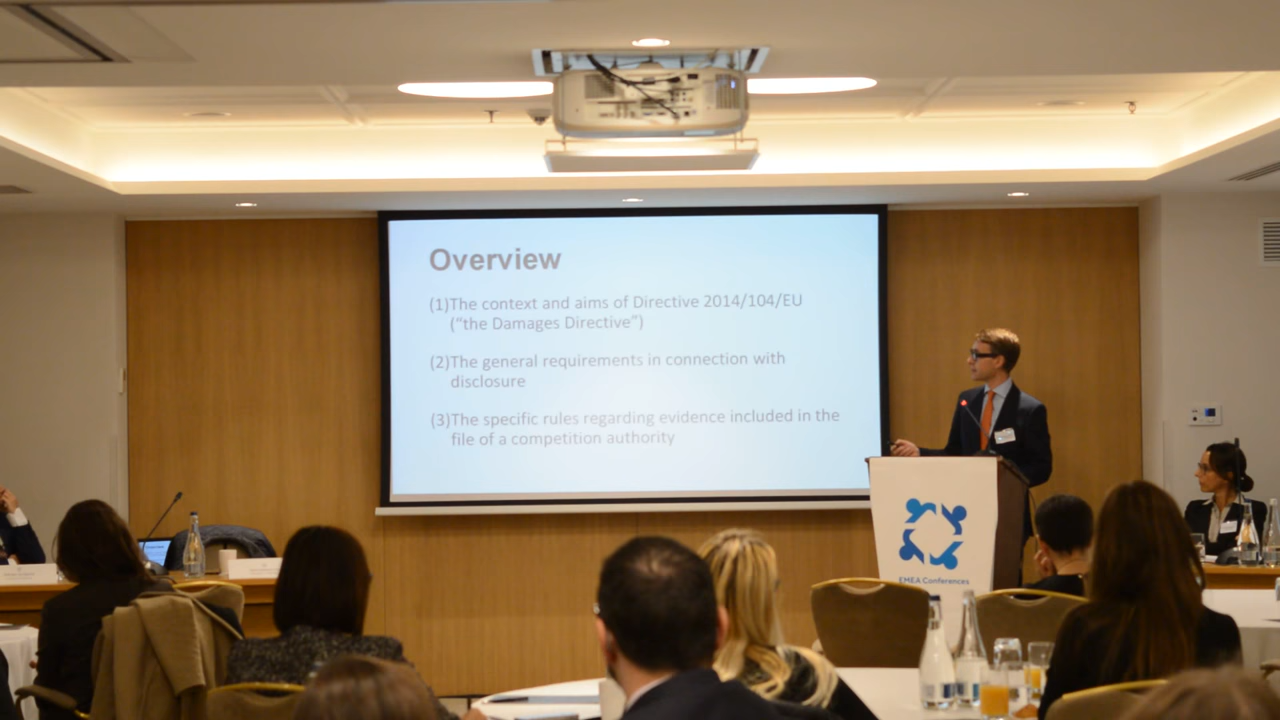 Overview
(1)The context and aims of Directive 2014/104/EU
(“the Damages Directive”)
(2)The general requirements in connection with
disclosure
(3)The specific rules regarding evidence included in the
file of a competition authority
EMEA Conferences